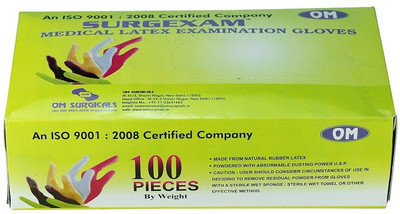 An ISO 9001 : 2008 Certified Company
OM
SURGEXAM
MEDICAL LATEX EXAMINATION GLOVES
OM SURGICALS
An ISO 9001 : 2008 Certified Company
OM
100
PIECES
By Weight
• MADE FROM NATURAL RUBBER LATEX
• POWDERED WITH ABSORBABLE DUSTING POWER U.S.P.
• CAUTION : USER SHOULD CONSIDER CIRCUMSTANCES OF USE IN
DECIDING TO REMOVE RESIDUAL POWDER FROM GLOVES
WITH A STERILE WET SPONGE / STERILE WET TOWEL OR OTHER
EFFECTIVE METHOD.